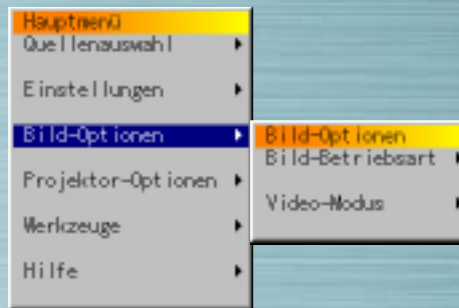 Hauptmenü
Quellenauswahl
Einstellungen
Bild-Optionen
Projektor-Optionen
Werkzeuge
Hilfe
Bild-Optionen
Bild-Betriebsart
Video-Modus